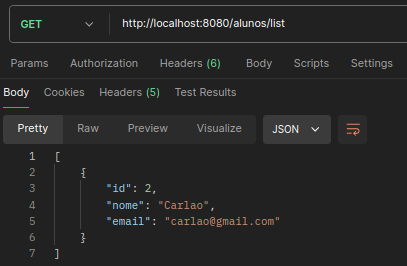 GET http://localhost:8080/alunos/list
Params Authorization Headers (6) Body Scripts Settings
Body Cookies Headers (5) Test Results
Pretty Raw Preview Visualize JSON
1 [
2 {
3 "id": 2,
4 "nome": "Carlao",
5 "email": "carlao@gmail.com"
6 }
7 ]